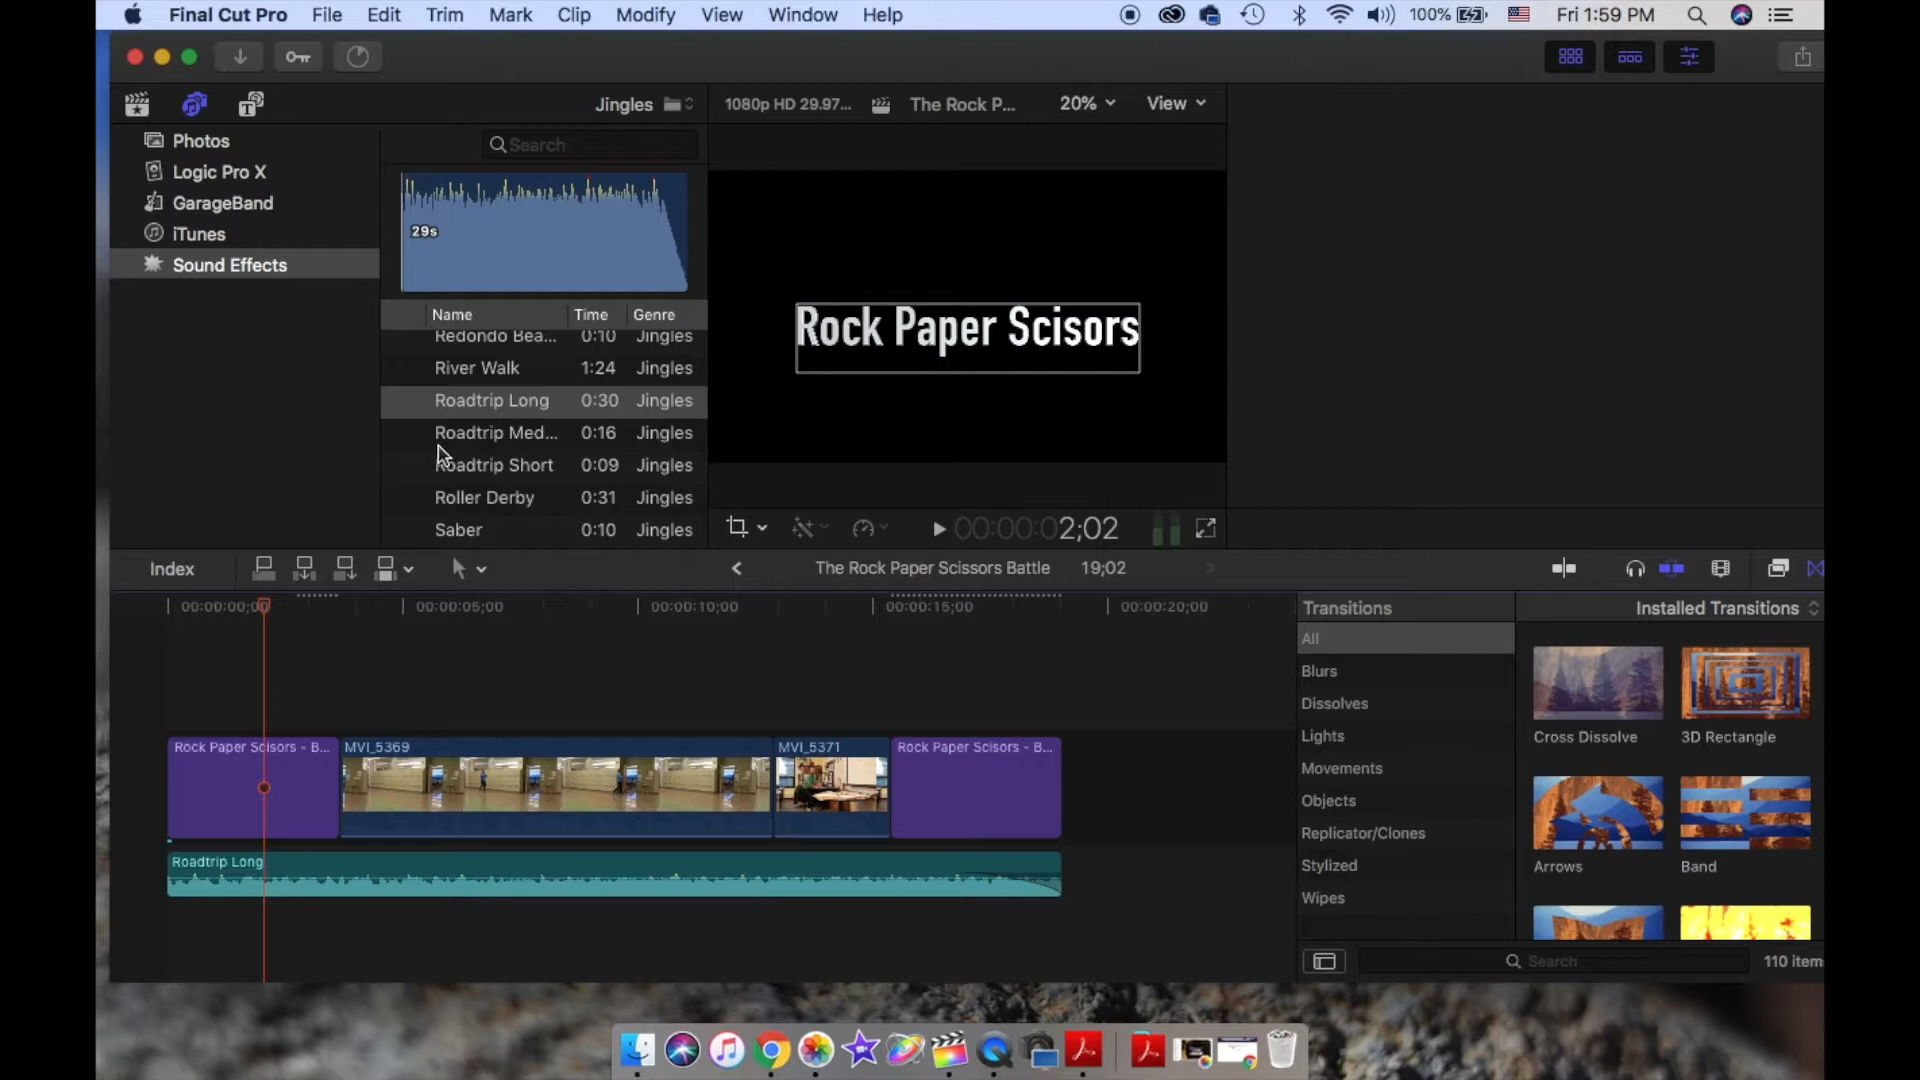 Final Cut Pro File Edit Trim Mark Clip Modify View Window Help 100% Fri 1:59 PM
Jingles 1080p HD 29.97... The Rock P... 20% View
Photos
Search
Logic Pro X
GarageBand
iTunes
29s
Sound Effects
Name Time Genre
Redondo Bea... 0:10 Jingles
River Walk 1:24 Jingles
Roadtrip Long 0:30 Jingles
Roadtrip Med... 0:16 Jingles
Roadtrip Short 0:09 Jingles
Roller Derby 0:31 Jingles
Saber 0:10 Jingles
Rock Paper Scisors
00:00:02;02
Index The Rock Paper Scissors Battle 19;02
00:00:00;00 00:00:05;00 00:00:10;00 00:00:15;00 00:00:20;00
Rock Paper Scisors - B... MVI_5369 MVI_5371 Rock Paper Scisors - B...
Roadtrip Long
Transitions Installed Transitions
All
Blurs
Dissolves
Lights
Movements
Objects
Replicator/Clones
Stylized
Wipes
Cross Dissolve 3D Rectangle
Arrows Band
Search 110 item